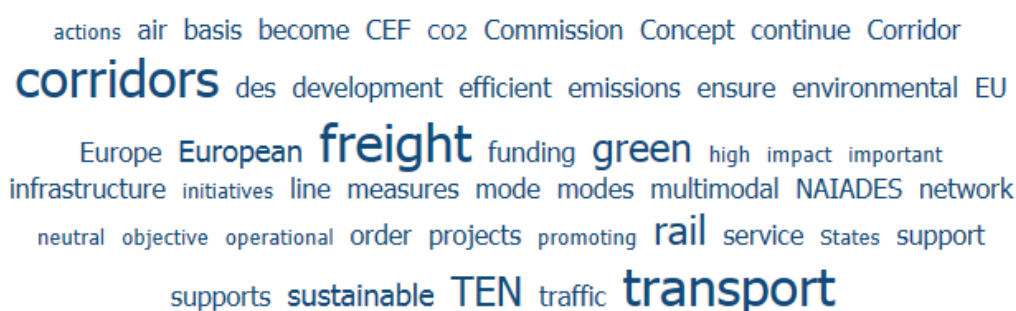 actions air basis become CEF co2 Commission Concept continue Corridor
corridors des development efficient emissions ensure environmental EU
Europe European freight funding green high impact important
infrastructure initiatives line measures mode modes multimodal NAIADES network
neutral objective operational order projects promoting rail service States support
supports sustainable TEN traffic transport